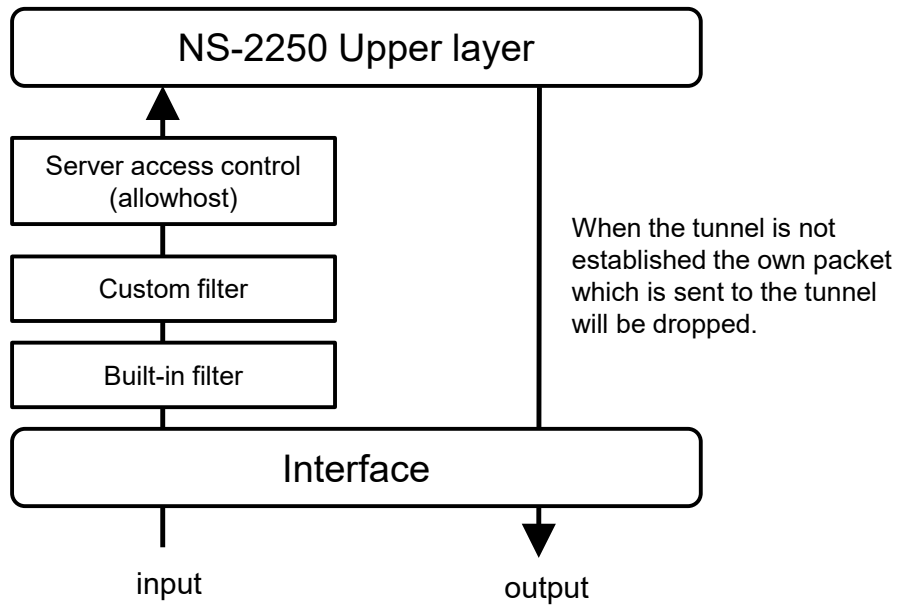 NS-2250 Upper layer
Server access control
(allowhost)
Custom filter
Built-in filter
When the tunnel is not
established the own packet
which is sent to the tunnel
will be dropped.
Interface
input
output